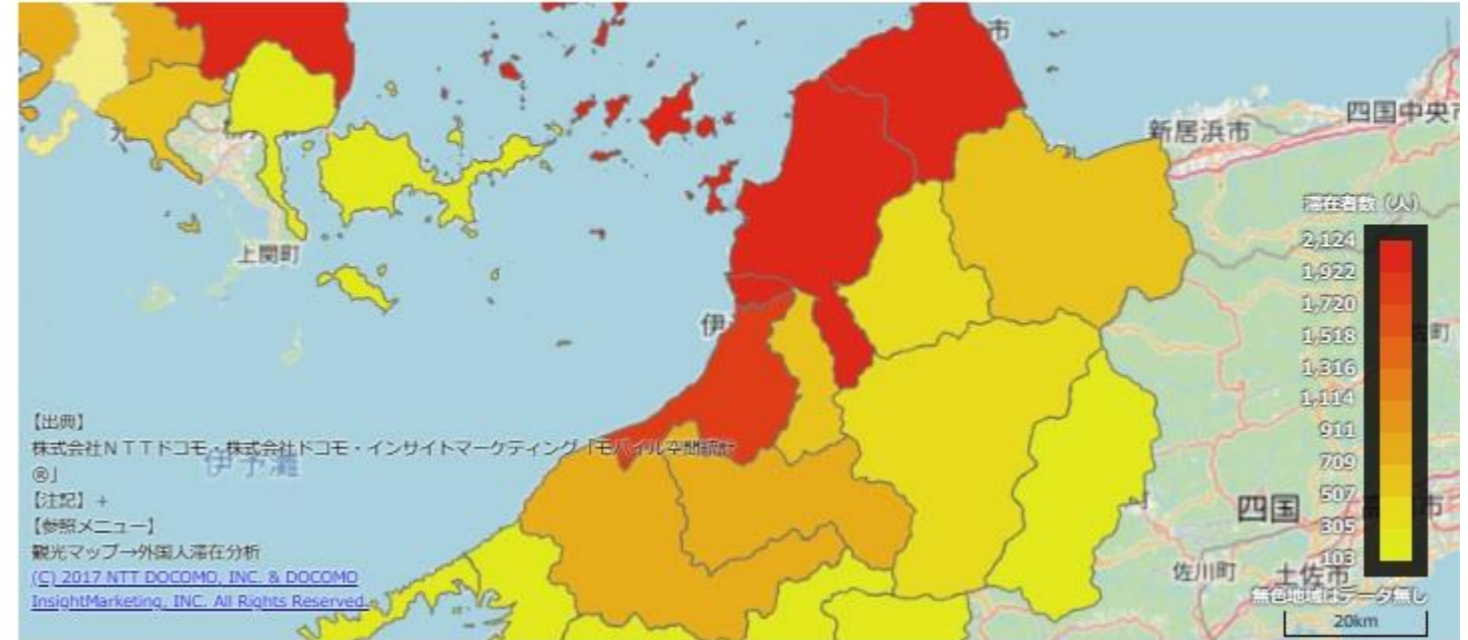 市
四国中央市
新居浜市
滞在者数（人）
上関町
2,124
1,922
1,720
伊
1,518
1,316
1,114
911
709
507
305
103
【出典】
株式会社ＮＴＴドコモ・株式会社ドコモ・インサイトマーケティング「モバイル空間統計
®」
伊予灘
【注記】＋
【参照メニュー】
観光マップ→外国人滞在分析
(C) 2017 NTT DOCOMO, INC. & DOCOMO
InsightMarketing, INC. All Rights Reserved.
四国
市
佐川町
土佐市
無色地域はデータ無し
20km